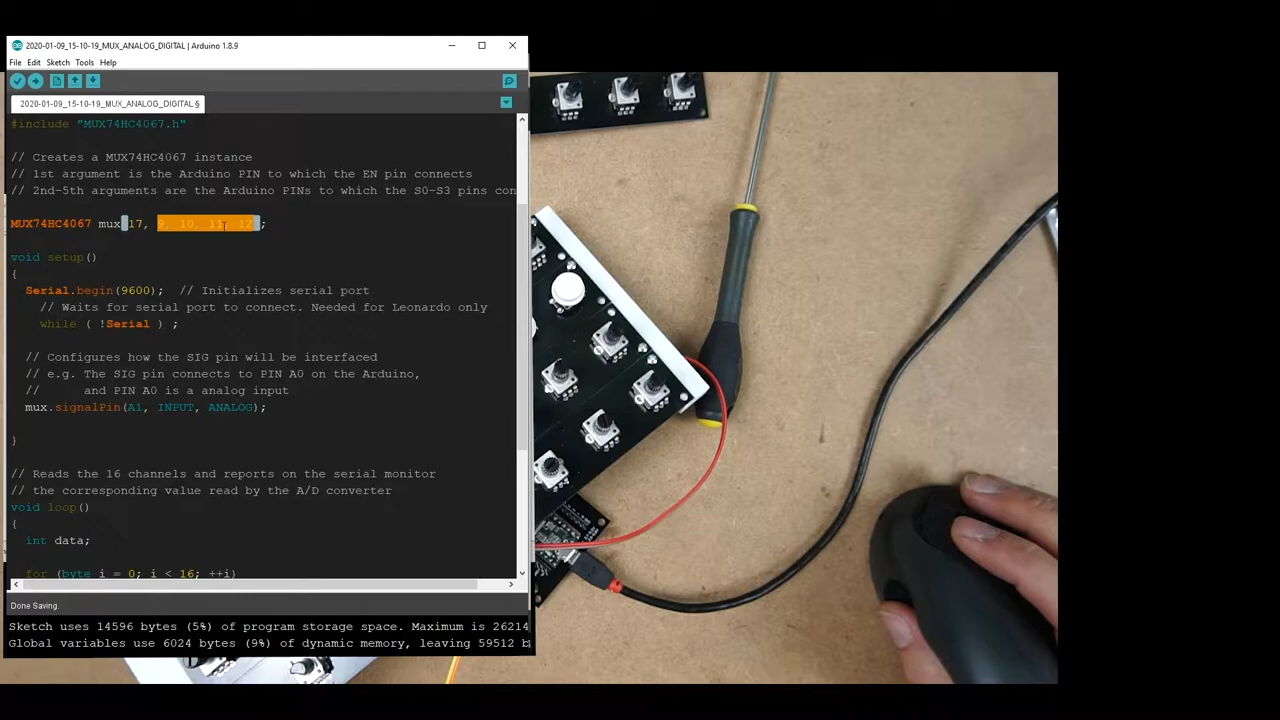 2020-01-09_15-10-19_MUX_ANALOG_DIGITAL | Arduino 1.8.9
File Edit Sketch Tools Help
2020-01-09_15-10-19_MUX_ANALOG_DIGITAL §
#include "MUX74HC4067.h"
// Creates a MUX74HC4067 instance
// 1st argument is the Arduino PIN to which the EN pin connects
// 2nd-5th arguments are the Arduino PINs to which the S0-S3 pins con
MUX74HC4067 mux(17, 9, 10, 11, 12);
void setup()
{
Serial.begin(9600);  // Initializes serial port
// Waits for serial port to connect. Needed for Leonardo only
while ( !Serial ) ;
// Configures how the SIG pin will be interfaced
// e.g. The SIG pin connects to PIN A0 on the Arduino,
//      and PIN A0 is a analog input
mux.signalPin(A1, INPUT, ANALOG);
}
// Reads the 16 channels and reports on the serial monitor
// the corresponding value read by the A/D converter
void loop()
{
int data;
for (byte i = 0; i < 16; ++i)
Done Saving.
Sketch uses 14596 bytes (5%) of program storage space. Maximum is 26214
Global variables use 6024 bytes (9%) of dynamic memory, leaving 59512 b